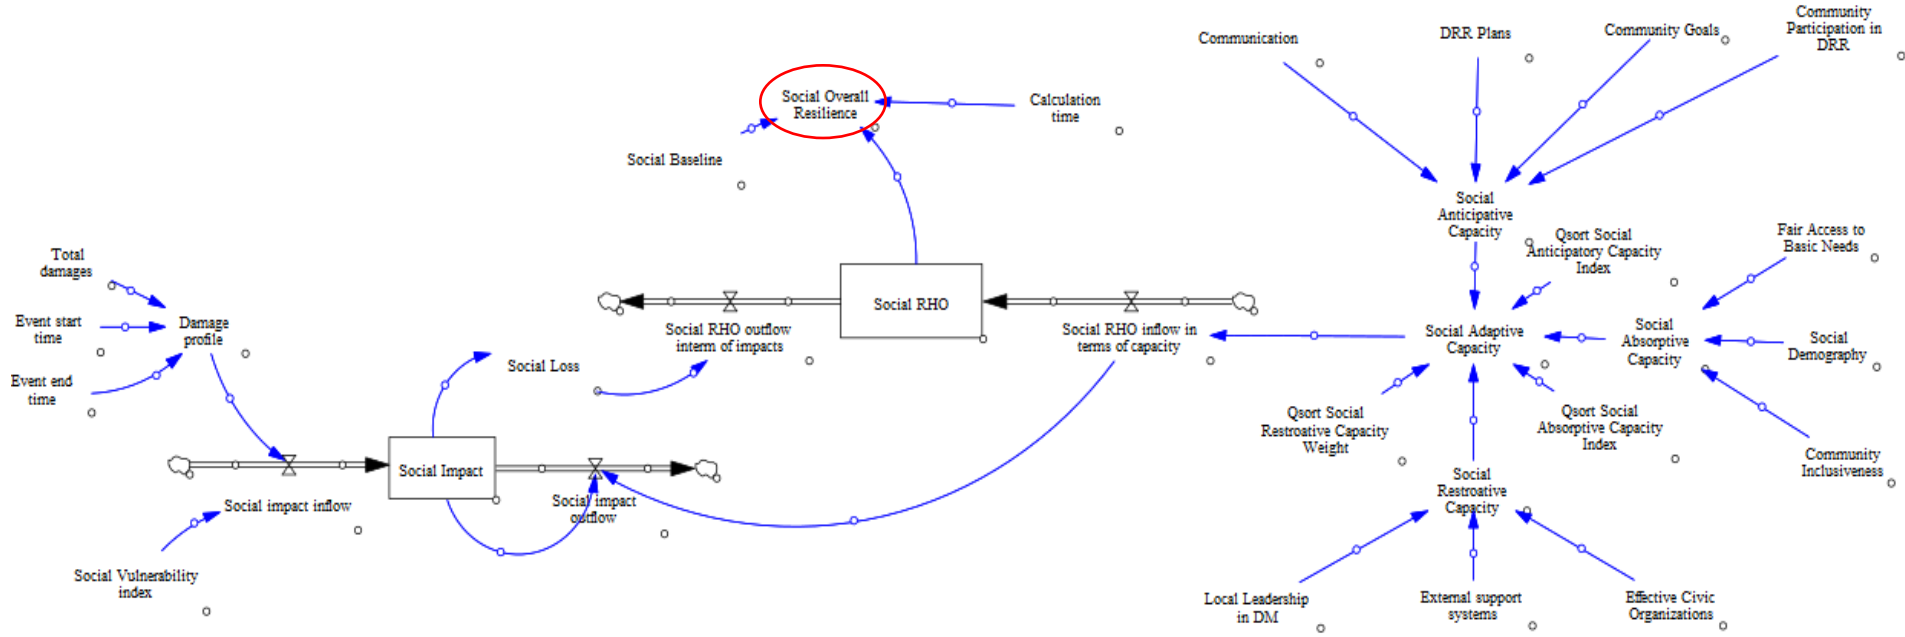 Communication
DRR Plans
Community Goals
Community
Participation in
DRR
Social Overall
Resilience
Calculation
time
Social Baseline
Social
Anticipative
Capacity
Qsort Social
Anticipatory Capacity
Index
Fair Access to
Basic Needs
Total
damages
Event start
time
Damage
profile
Event end
time
Social RHO
Social RHO outflow
interm of impacts
Social RHO inflow in
terms of capacity
Social Adaptive
Capacity
Social
Absorptive
Capacity
Social
Demography
Social Loss
Qsort Social
Restroative Capacity
Weight
Qsort Social
Absorptive Capacity
Index
Community
Inclusiveness
Social Impact
Social impact inflow
Social impact
outflow
Social
Restroative
Capacity
Social Vulnerability
index
Local Leadership
in DM
External support
systems
Effective Civic
Organizations